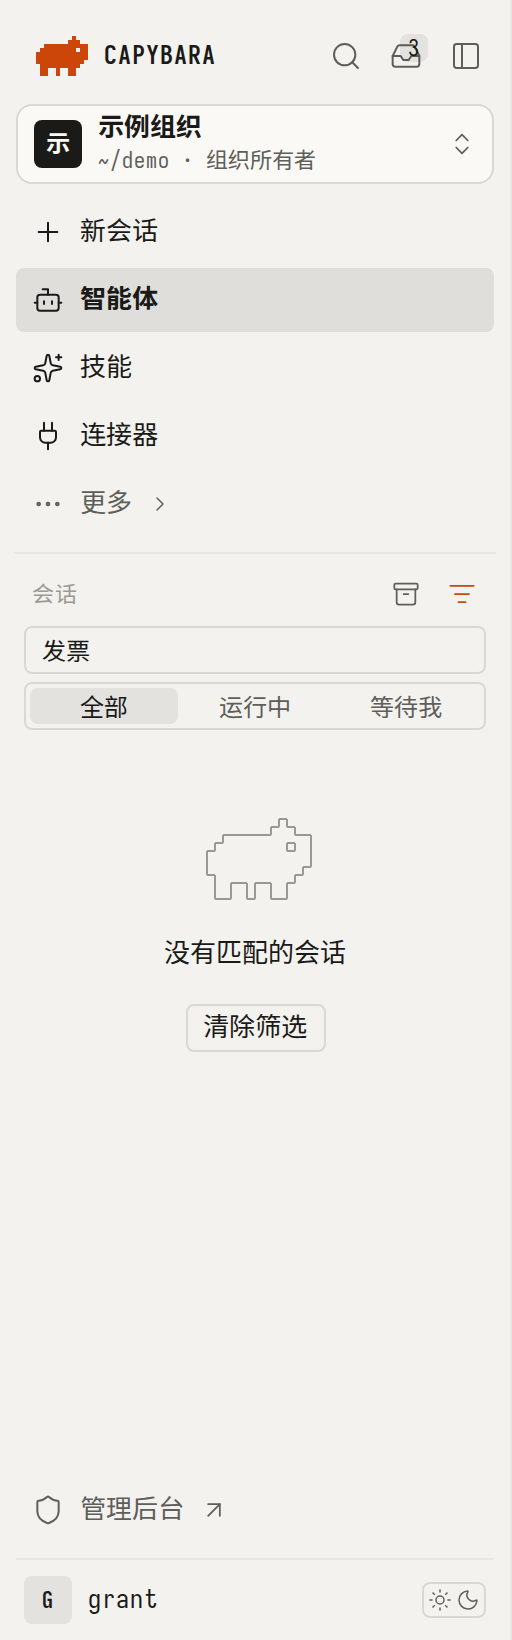 CAPYBARA
3
示
示例组织
~/demo · 组织所有者
新会话
智能体
技能
连接器
更多
会话
发票
全部 运行中 等待我
没有匹配的会话
清除筛选
管理后台
G grant